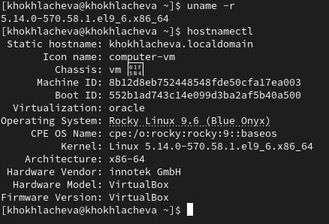 [khokhlacheva@khokhlacheva ~]$ uname -r
5.14.0-570.58.1.el9_6.x86_64
[khokhlacheva@khokhlacheva ~]$ hostnamectl
Static hostname: khokhlacheva.localdomain
Icon name: computer-vm
Chassis: vm
Machine ID: 8b12d8eb752448548fde50cfa17ea003
Boot ID: 552b1ad743c14e099d3ba2af5b40a500
Virtualization: oracle
Operating System: Rocky Linux 9.6 (Blue Onyx)
CPE OS Name: cpe:/o:rocky:rocky:9::baseos
Kernel: Linux 5.14.0-570.58.1.el9_6.x86_64
Architecture: x86-64
Hardware Vendor: innotek GmbH
Hardware Model: VirtualBox
Firmware Version: VirtualBox
[khokhlacheva@khokhlacheva ~]$